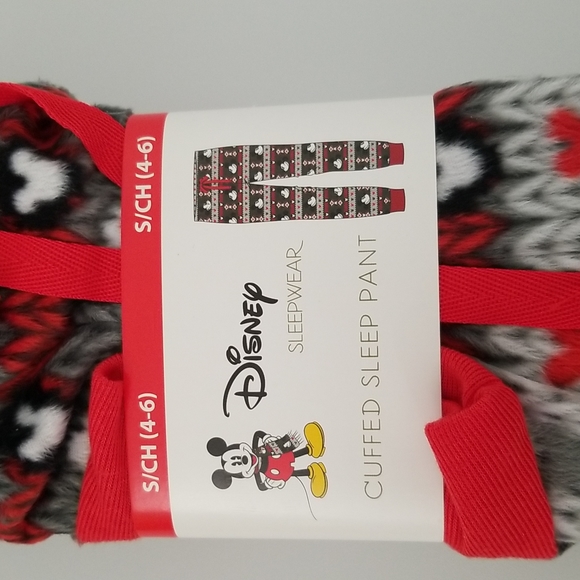 S/CH (4-6)
S/CH (4-6)
Disney
SLEEPWEAR
CUFFED SLEEP PANT